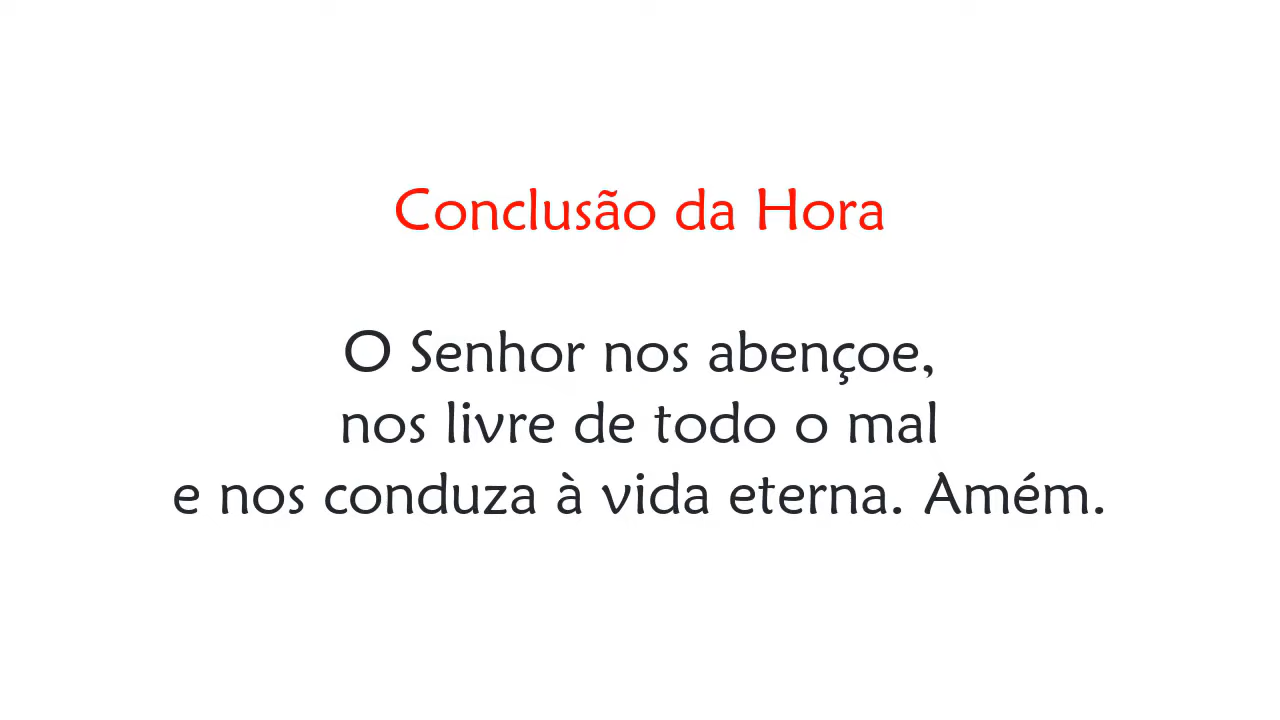 Conclusão da Hora
O Senhor nos abençoe,
nos livre de todo o mal
e nos conduza à vida eterna. Amém.